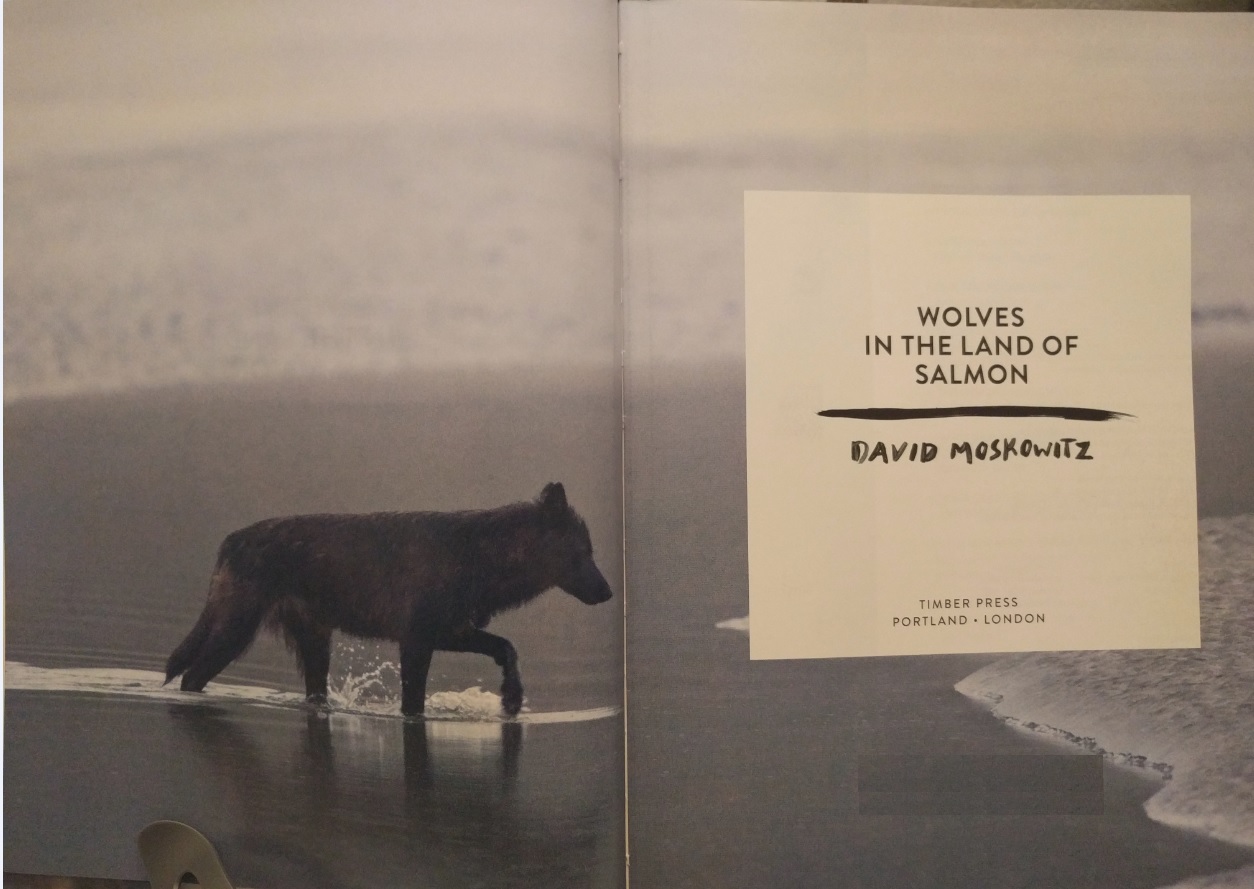 WOLVES
IN THE LAND OF
SALMON
DAVID MOSKOWITZ
TIMBER PRESS
PORTLAND • LONDON